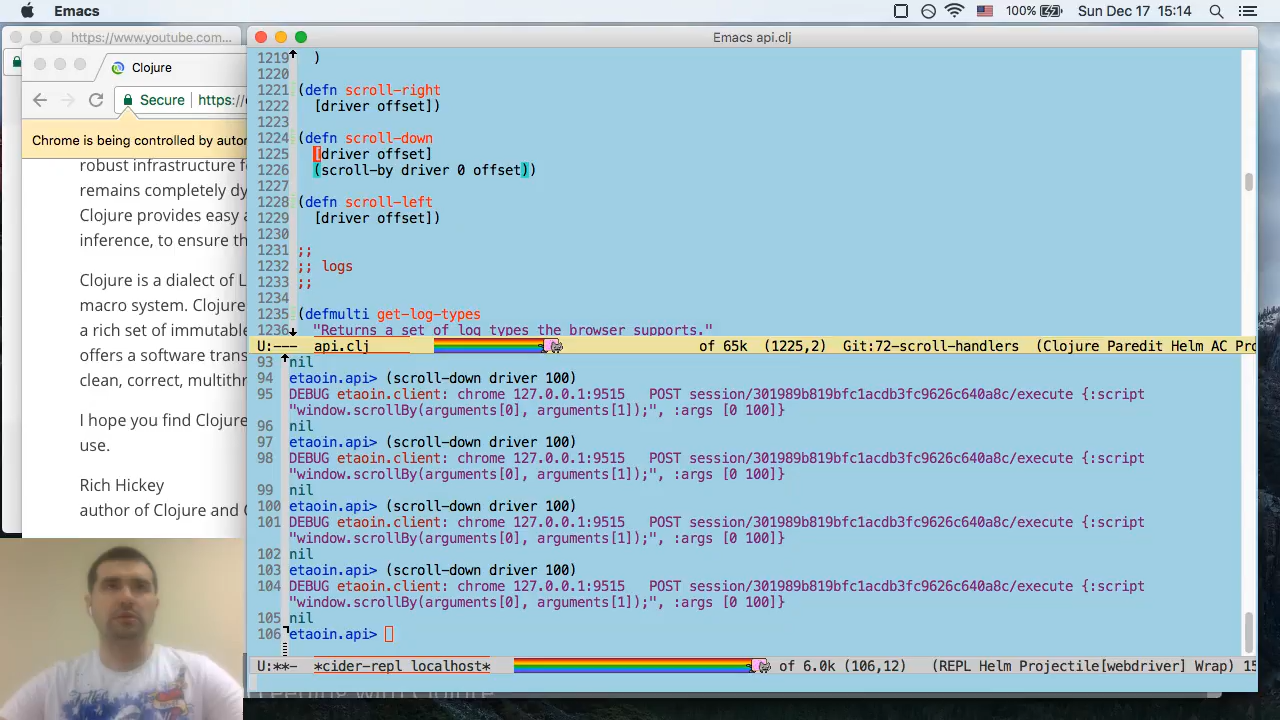 Emacs
100%
Sun Dec 17 15:14
https://www.youtube.com...
Clojure
Secure
https://
Chrome is being controlled by autor
robust infrastructure f
remains completely dy
Clojure provides easy a
inference, to ensure th
Clojure is a dialect of L
macro system. Clojure
a rich set of immutable
offers a software trans
clean, correct, multithr
I hope you find Clojure
use.
Rich Hickey
author of Clojure and C
Emacs api.clj
1219 )
1220
1221 (defn scroll-right
1222 [driver offset])
1223
1224 (defn scroll-down
1225 [driver offset]
1226 (scroll-by driver 0 offset))
1227
1228 (defn scroll-left
1229 [driver offset])
1230
1231 ;;
1232 ;; logs
1233 ;;
1234
1235 (defmulti get-log-types
1236 "Returns a set of log types the browser supports."
U:--- api.clj of 65k (1225,2) Git:72-scroll-handlers (Clojure Paredit Helm AC Pro
93 nil
94 etaoin.api> (scroll-down driver 100)
95 DEBUG etaoin.client: chrome 127.0.0.1:9515 POST session/301989b819bfc1acdb3fc9626c640a8c/execute {:script
"window.scrollBy(arguments[0], arguments[1]);", :args [0 100]}
96 nil
97 etaoin.api> (scroll-down driver 100)
98 DEBUG etaoin.client: chrome 127.0.0.1:9515 POST session/301989b819bfc1acdb3fc9626c640a8c/execute {:script
"window.scrollBy(arguments[0], arguments[1]);", :args [0 100]}
99 nil
100 etaoin.api> (scroll-down driver 100)
101 DEBUG etaoin.client: chrome 127.0.0.1:9515 POST session/301989b819bfc1acdb3fc9626c640a8c/execute {:script
"window.scrollBy(arguments[0], arguments[1]);", :args [0 100]}
102 nil
103 etaoin.api> (scroll-down driver 100)
104 DEBUG etaoin.client: chrome 127.0.0.1:9515 POST session/301989b819bfc1acdb3fc9626c640a8c/execute {:script
"window.scrollBy(arguments[0], arguments[1]);", :args [0 100]}
105 nil
106 etaoin.api>
U:**- *cider-repl localhost* of 6.0k (106,12) (REPL Helm Projectile[webdriver] Wrap) 15